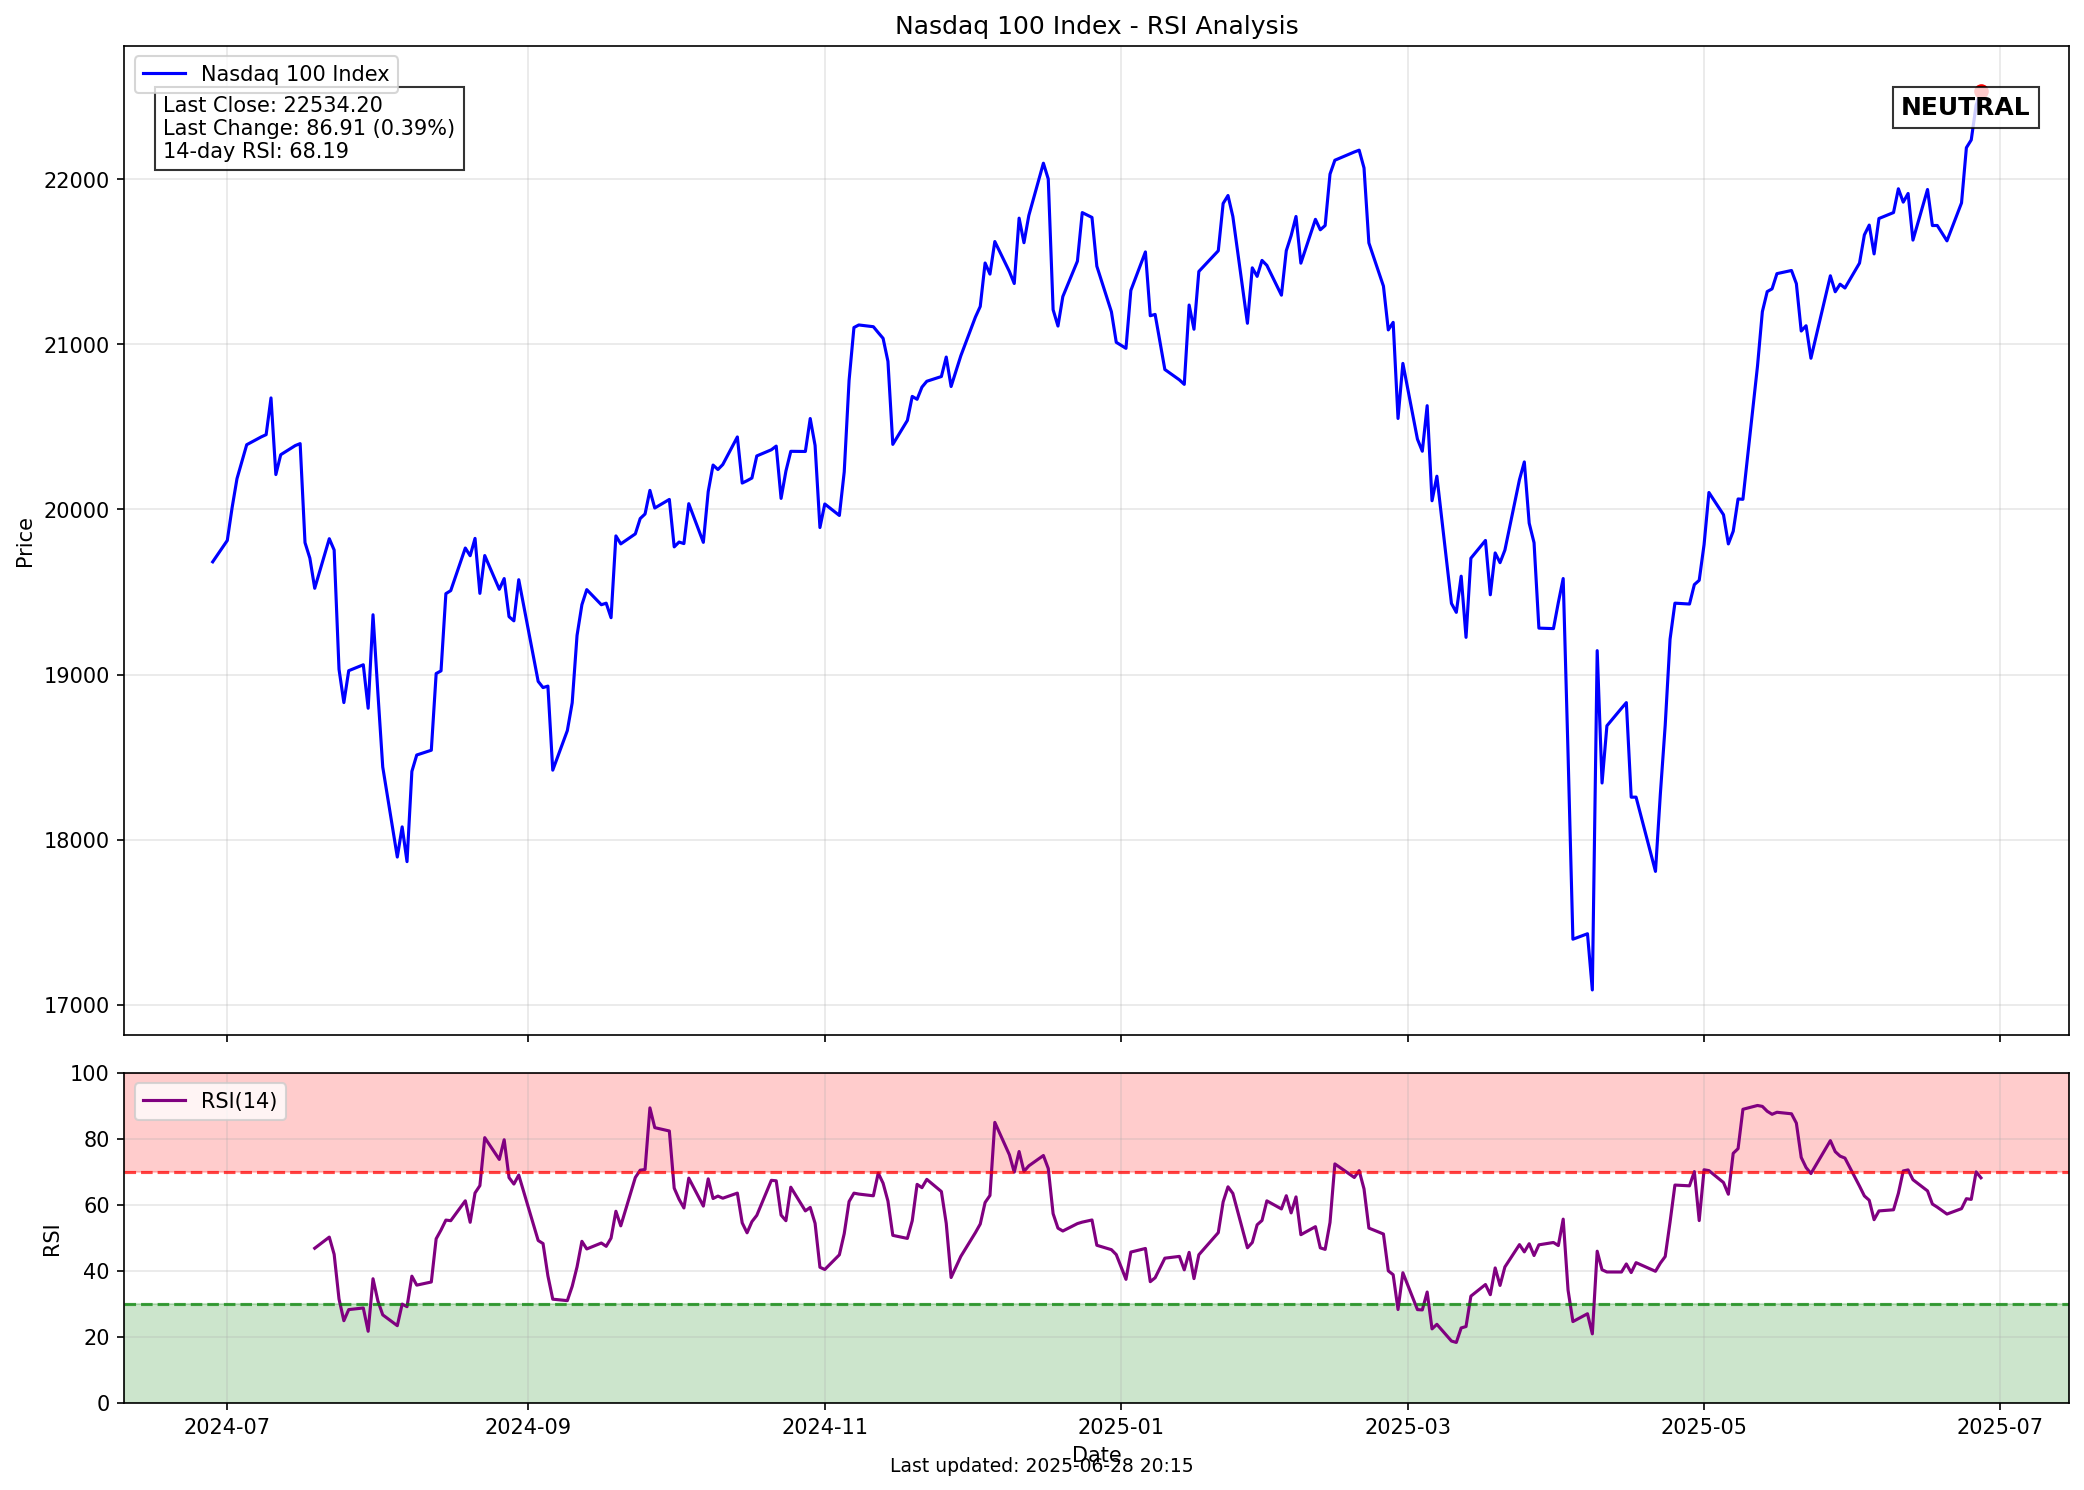 Nasdaq 100 Index - RSI Analysis
Nasdaq 100 Index
Last Close: 22534.20
Last Change: 86.91 (0.39%)
14-day RSI: 68.19
NEUTRAL
Price
22000
21000
20000
19000
18000
17000
RSI(14)
RSI
100
80
60
40
20
0
2024-07
2024-09
2024-11
2025-01
2025-03
2025-05
2025-07
Date
Last updated: 2025-06-28 20:15